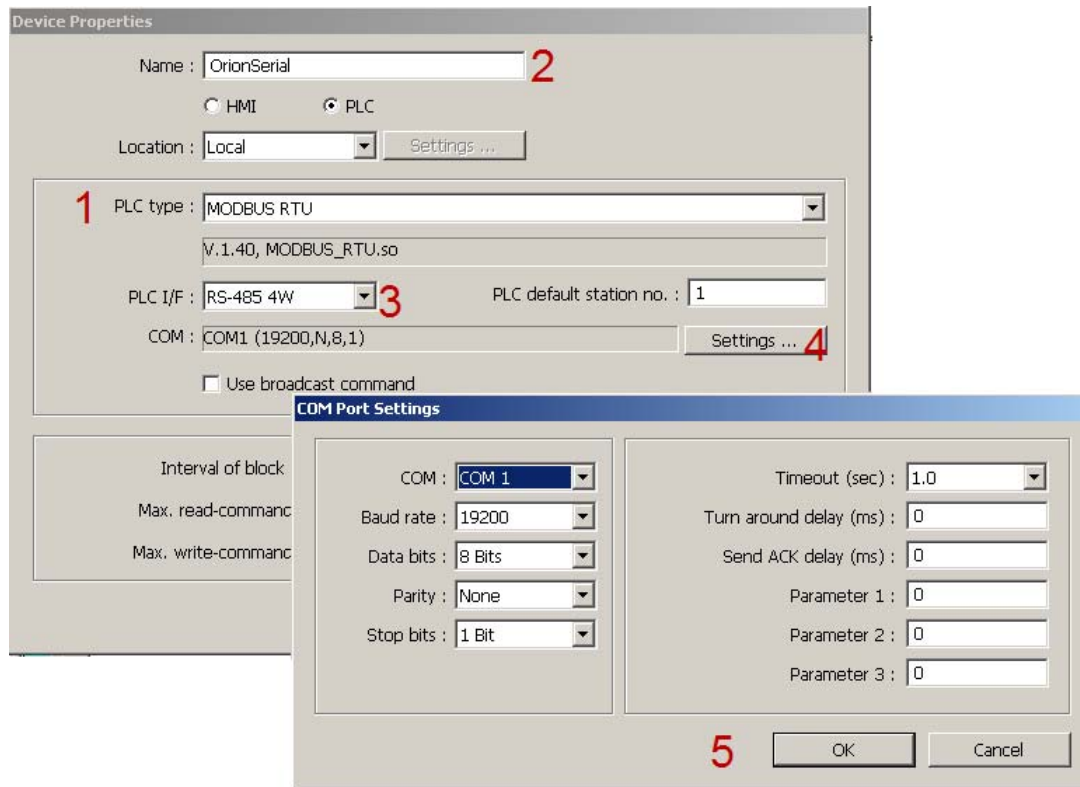 Device Properties
Name : OrionSerial 2
HMI PLC
Location : Local Settings ...
1 PLC type : MODBUS RTU
V.1.40, MODBUS_RTU.so
PLC I/F : RS-485 4W 3 PLC default station no. : 1
COM : COM1 (19200,N,8,1) Settings ... 4
Use broadcast command
Interval of block
Max. read-command
Max. write-command
COM Port Settings
COM : COM 1 Timeout (sec) : 1.0
Baud rate : 19200 Turn around delay (ms) : 0
Data bits : 8 Bits Send ACK delay (ms) : 0
Parity : None Parameter 1 : 0
Stop bits : 1 Bit Parameter 2 : 0
Parameter 3 : 0
5 OK Cancel